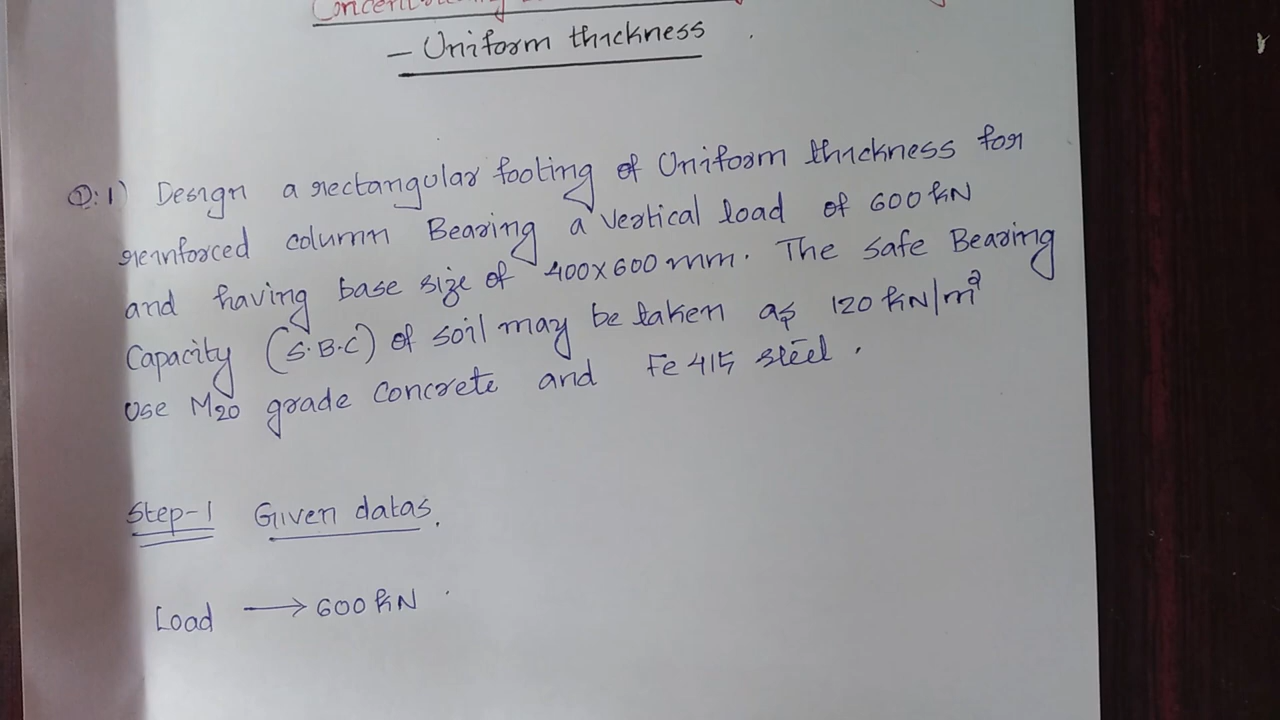 - Uniform thickness
Q:1) Design a rectangular footing of Uniform thickness for
reinforced column Bearing a vertical load of 600 kN
and having base size of 400x600 mm. The safe Bearing
Capacity (S.B.C) of soil may be taken as 120 kN/m²
Use M20 grade concrete and Fe 415 steel.
Step-1 Given datas.
Load → 600 kN